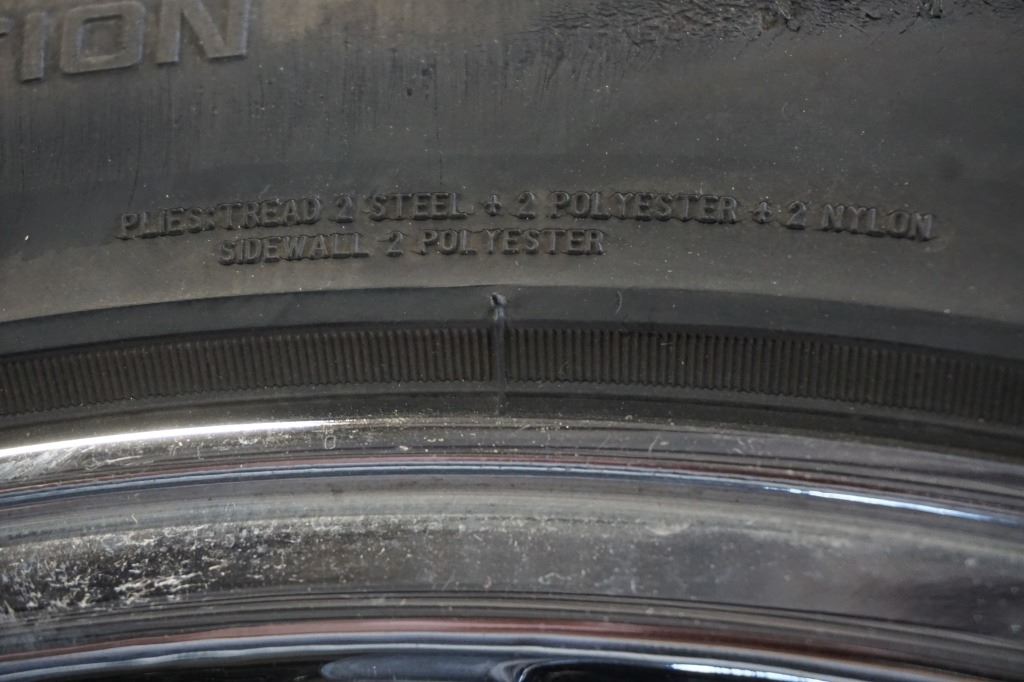 TION
PLIES:TREAD 2 STEEL + 2 POLYESTER + 2 NYLON
SIDEWALL 2 POLYESTER